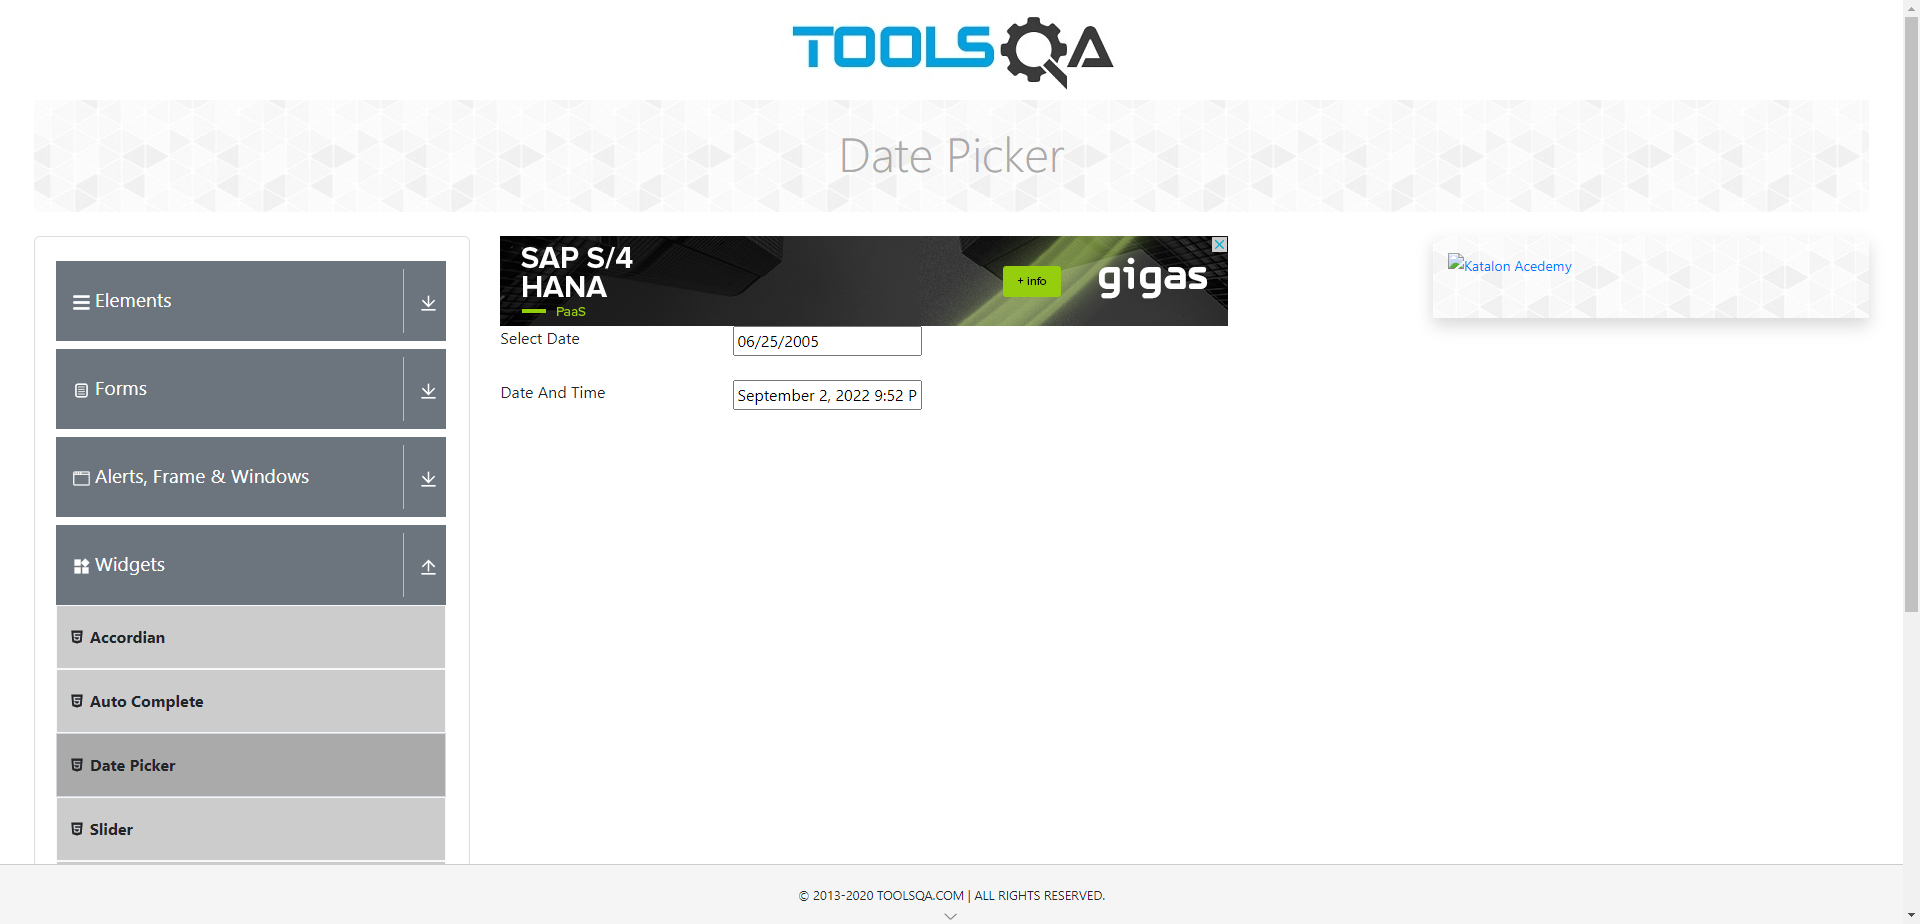 TOOLSQA
Date Picker
Elements
Forms
Alerts, Frame & Windows
Widgets
Accordian
Auto Complete
Date Picker
Slider
SAP S/4
HANA
PaaS
+ info
gigas
Select Date
06/25/2005
Date And Time
September 2, 2022 9:52 P
Katalon Acedemy
© 2013-2020 TOOLSQA.COM | ALL RIGHTS RESERVED.